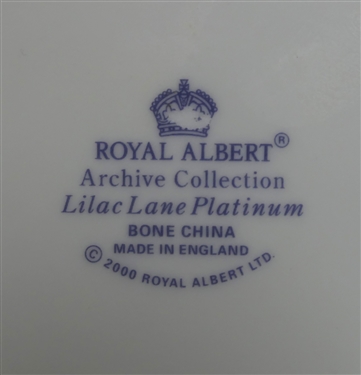 ROYAL ALBERT®
Archive Collection
Lilac Lane Platinum
BONE CHINA
MADE IN ENGLAND
© 2000 ROYAL ALBERT LTD.